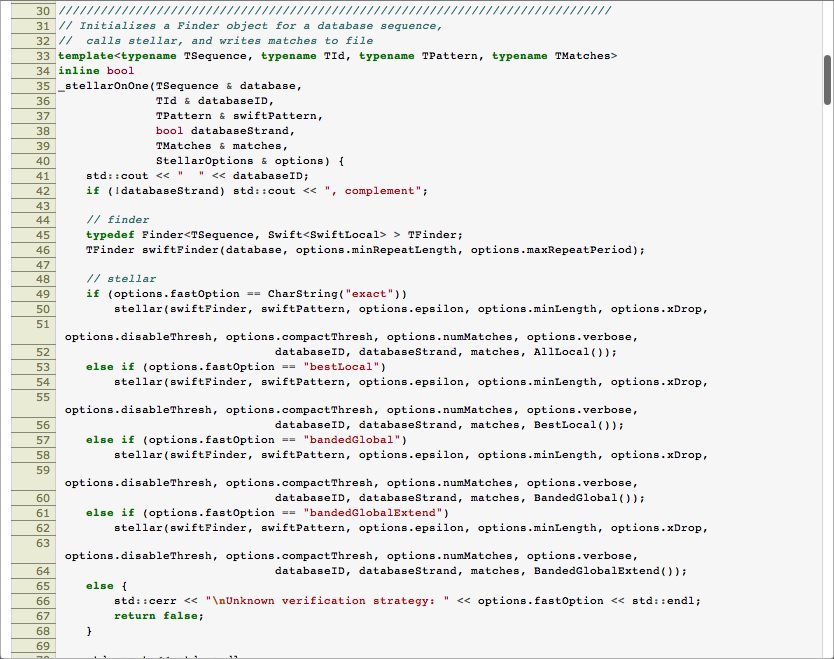 30 ///////////////////////////////////////////////////////////////////////////////
31 // Initializes a Finder object for a database sequence,
32 //  calls stellar, and writes matches to file
33 template<typename TSequence, typename TId, typename TPattern, typename TMatches>
34 inline bool
35 _stellarOnOne(TSequence & database,
36               TId & databaseID,
37               TPattern & swiftPattern,
38               bool databaseStrand,
39               TMatches & matches,
40               StellarOptions & options) {
41     std::cout << "  " << databaseID;
42     if (!databaseStrand) std::cout << ", complement";
43
44     // finder
45     typedef Finder<TSequence, Swift<SwiftLocal> > TFinder;
46     TFinder swiftFinder(database, options.minRepeatLength, options.maxRepeatPeriod);
47
48     // stellar
49     if (options.fastOption == CharString("exact"))
50         stellar(swiftFinder, swiftPattern, options.epsilon, options.minLength, options.xDrop,
51
options.disableThresh, options.compactThresh, options.numMatches, options.verbose,
52                                databaseID, databaseStrand, matches, AllLocal());
53     else if (options.fastOption == "bestLocal")
54         stellar(swiftFinder, swiftPattern, options.epsilon, options.minLength, options.xDrop,
55
options.disableThresh, options.compactThresh, options.numMatches, options.verbose,
56                                databaseID, databaseStrand, matches, BestLocal());
57     else if (options.fastOption == "bandedGlobal")
58         stellar(swiftFinder, swiftPattern, options.epsilon, options.minLength, options.xDrop,
59
options.disableThresh, options.compactThresh, options.numMatches, options.verbose,
60                                databaseID, databaseStrand, matches, BandedGlobal());
61     else if (options.fastOption == "bandedGlobalExtend")
62         stellar(swiftFinder, swiftPattern, options.epsilon, options.minLength, options.xDrop,
63
options.disableThresh, options.compactThresh, options.numMatches, options.verbose,
64                                databaseID, databaseStrand, matches, BandedGlobalExtend());
65     else {
66         std::cerr << "\nUnknown verification strategy: " << options.fastOption << std::endl;
67         return false;
68     }
69